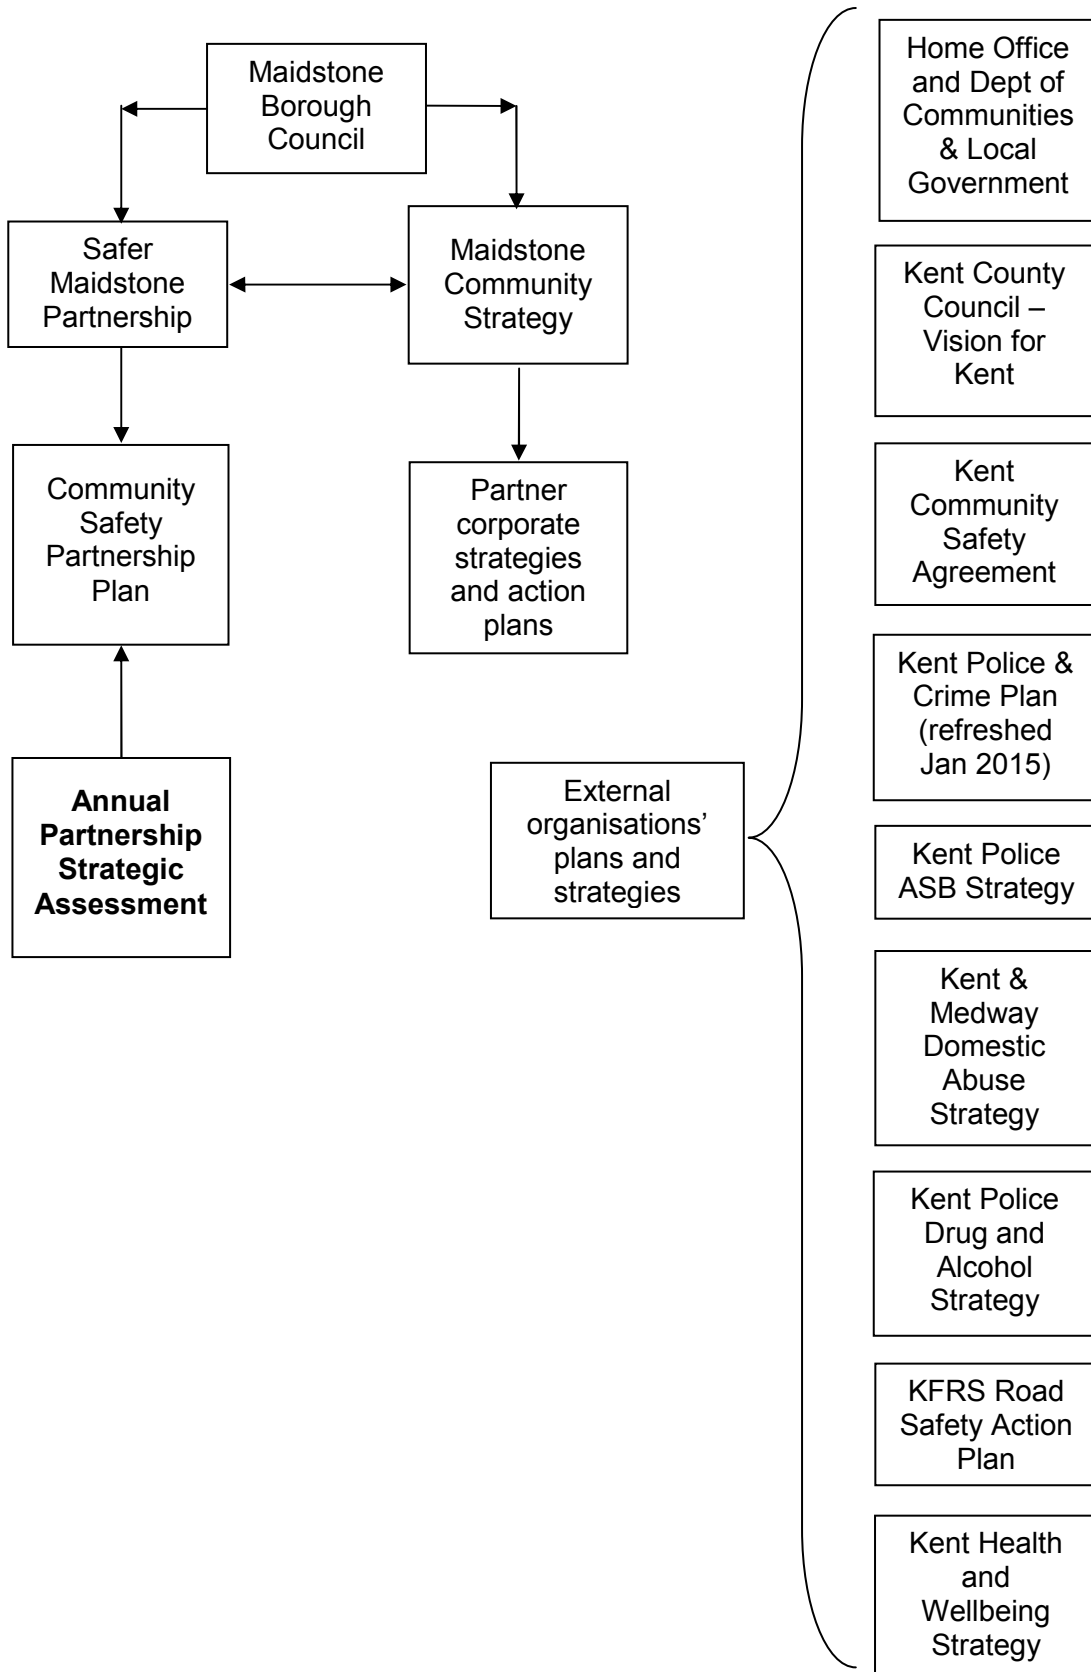 Maidstone
Borough
Council
Safer
Maidstone
Partnership
Maidstone
Community
Strategy
Community
Safety
Partnership
Plan
Partner
corporate
strategies
and action
plans
Annual
Partnership
Strategic
Assessment
External
organisations’
plans and
strategies
Home Office
and Dept of
Communities
& Local
Government
Kent County
Council –
Vision for
Kent
Kent
Community
Safety
Agreement
Kent Police &
Crime Plan
(refreshed
Jan 2015)
Kent Police
ASB Strategy
Kent &
Medway
Domestic
Abuse
Strategy
Kent Police
Drug and
Alcohol
Strategy
KFRS Road
Safety Action
Plan
Kent Health
and
Wellbeing
Strategy